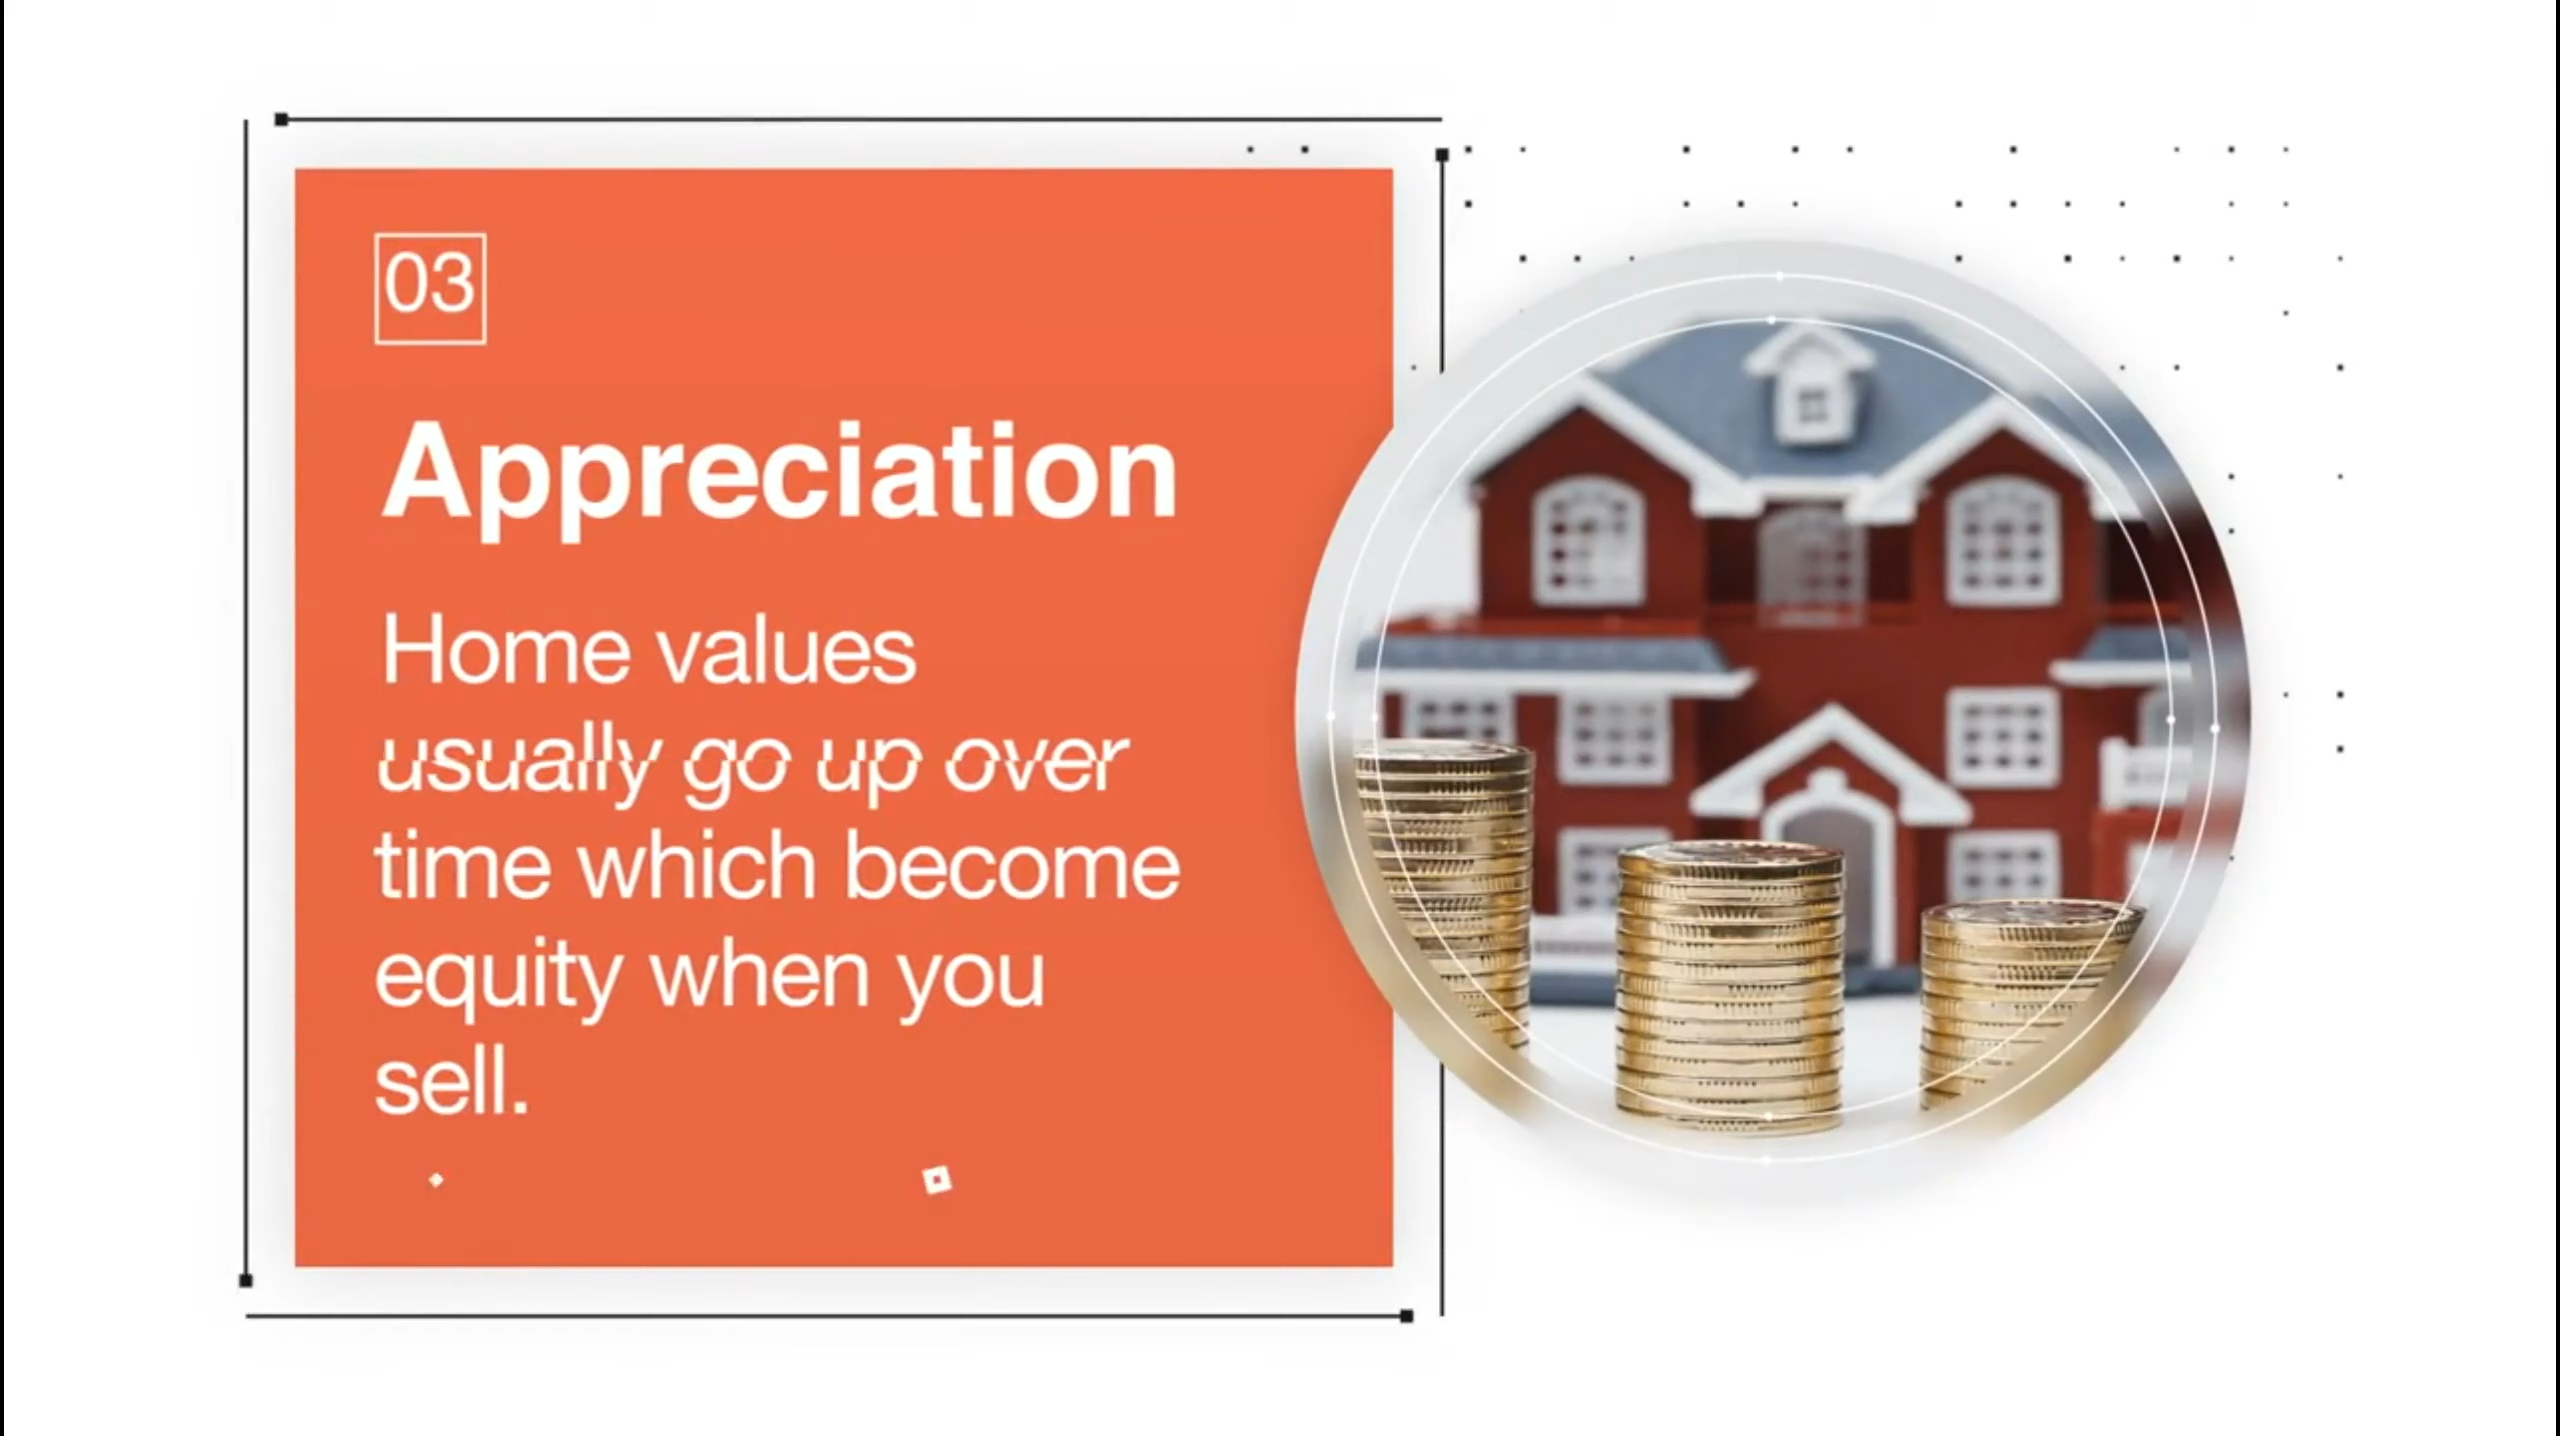 03
Appreciation
Home values
usually go up over
time which become
equity when you
sell.